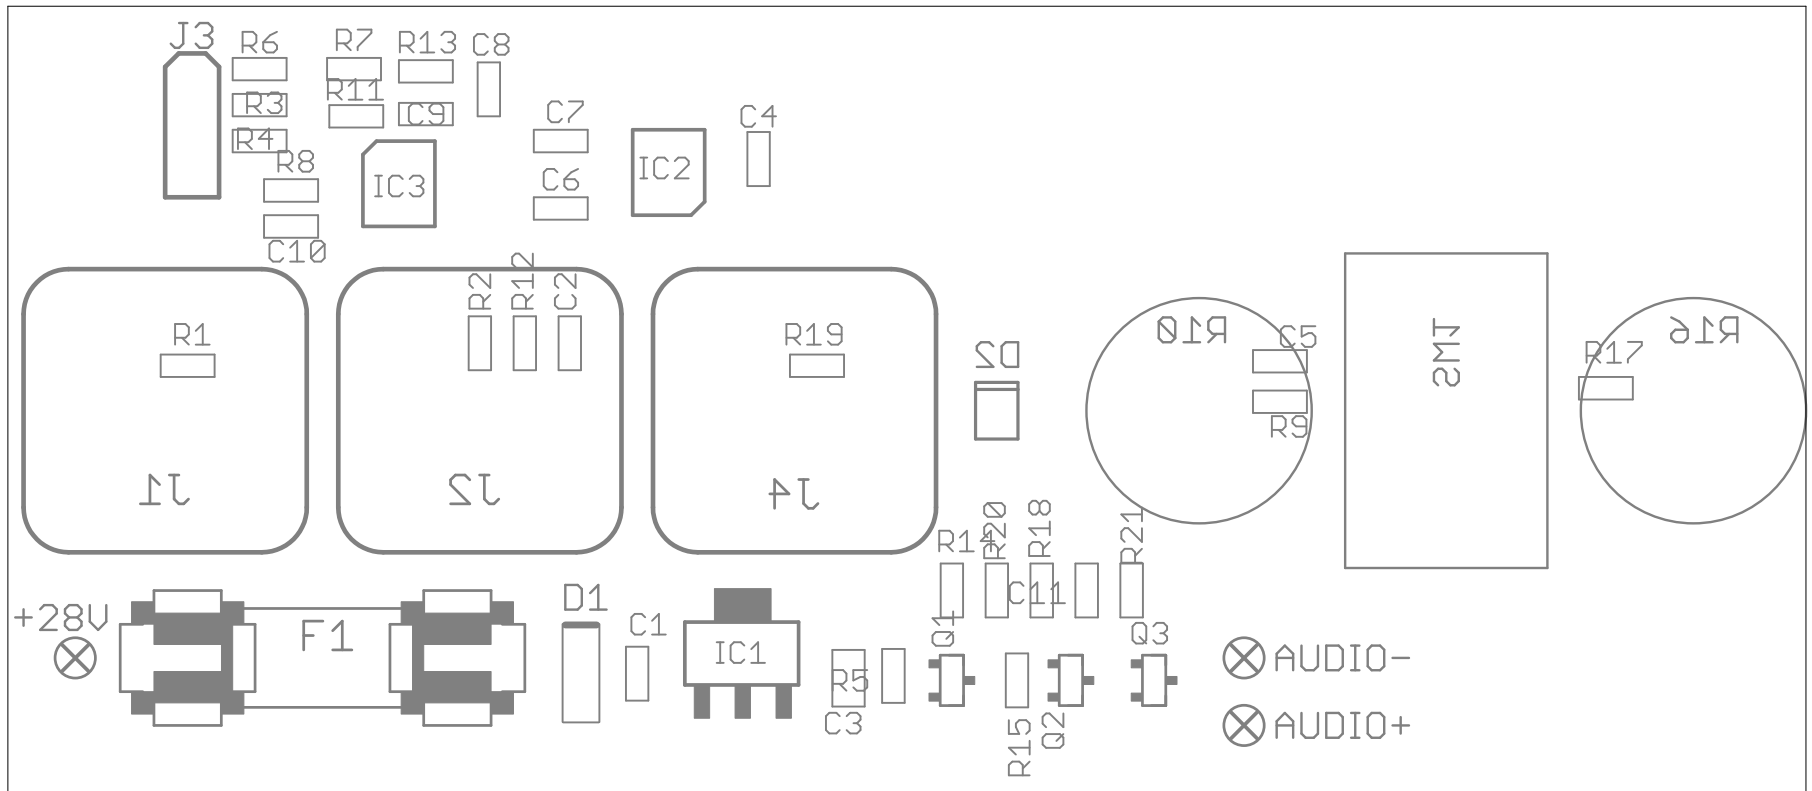 J3
R6
R7
R13
C8
R11
R3
C9
C7
C4
R4
R8
IC3
C6
IC2
C10
R2
R12
C2
R1
R19
D2
R10
C5
SM1
R16
R17
R9
J1
J2
J4
R14
R20
R18
R21
+28V
F1
D1
C1
IC1
C11
Q1
Q3
R5
C3
R15
Q2
AUDIO-
AUDIO+